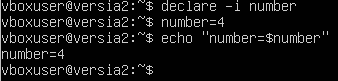 vboxuser@versia2:~$ declare -i number
vboxuser@versia2:~$ number=4
vboxuser@versia2:~$ echo "number=$number"
number=4
vboxuser@versia2:~$